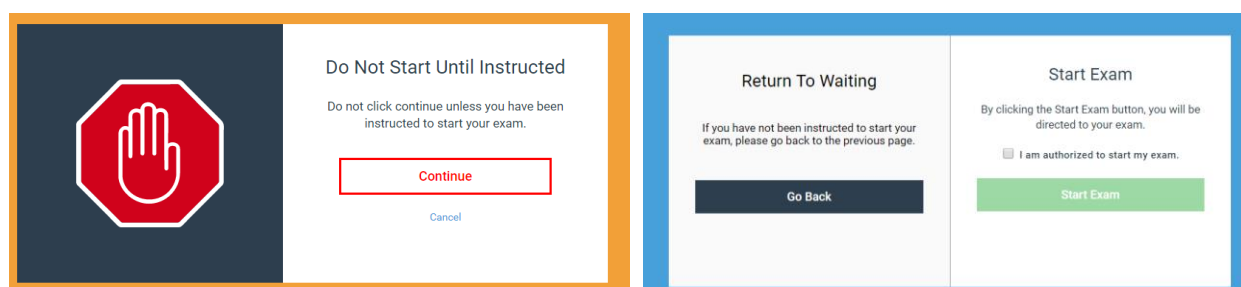 Do Not Start Until Instructed
Do not click continue unless you have been
instructed to start your exam.
Continue
Cancel
Return To Waiting
If you have not been instructed to start your
exam, please go back to the previous page.
Go Back
Start Exam
By clicking the Start Exam button, you will be
directed to your exam.
I am authorized to start my exam.
Start Exam